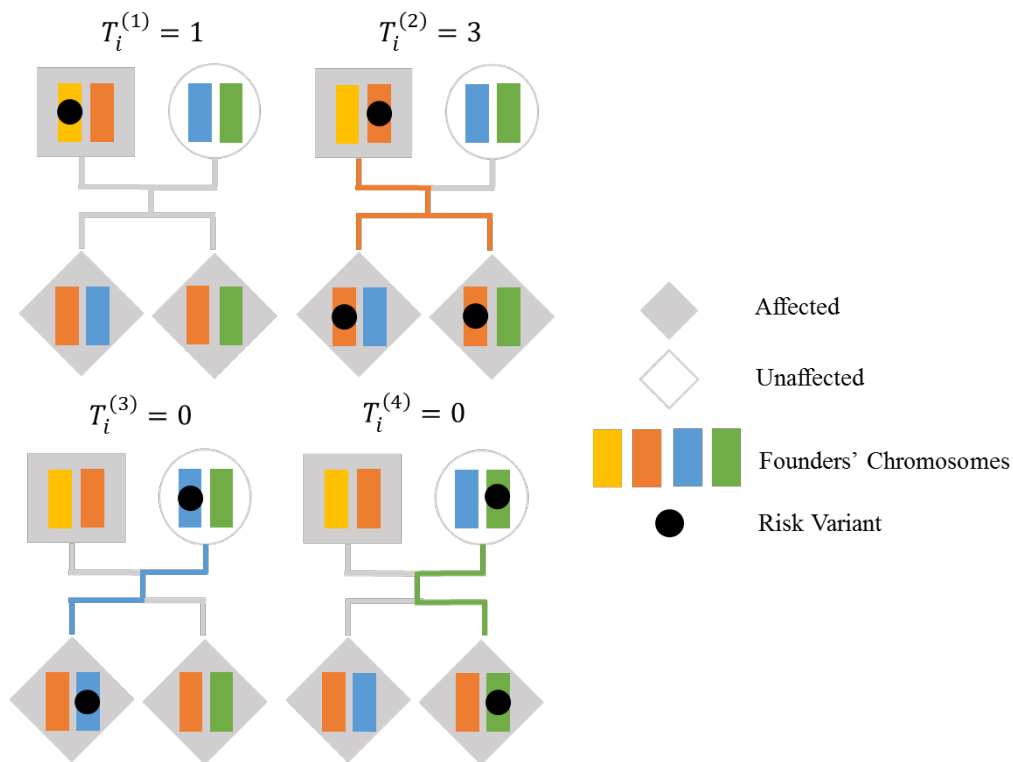 T_i^{(1)} = 1
T_i^{(2)} = 3
T_i^{(3)} = 0
T_i^{(4)} = 0
Affected
Unaffected
Founders’ Chromosomes
Risk Variant